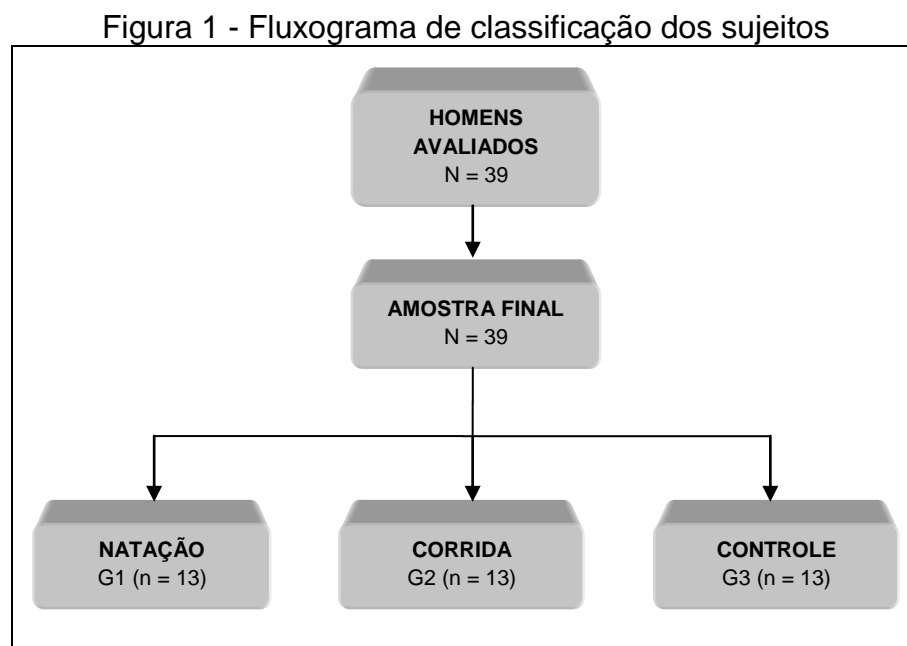 Figura 1 - Fluxograma de classificação dos sujeitos
HOMENS
AVALIADOS
N = 39
AMOSTRA FINAL
N = 39
NATAÇÃO
G1 (n = 13)
CORRIDA
G2 (n = 13)
CONTROLE
G3 (n = 13)